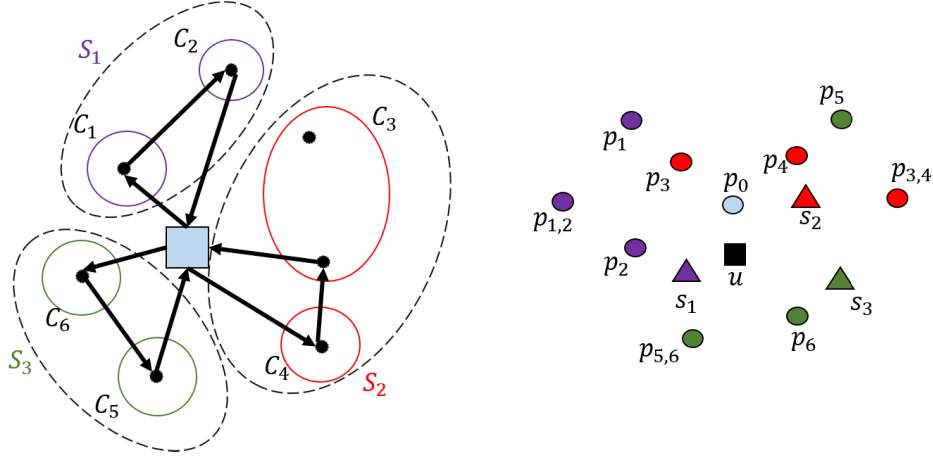 S₁
C₂
C₁
C₃
C₆
C₅
S₃
C₄
S₂
p₅
p₁
p₃
p₄
p₃,₄
p₀
s₂
p₁,₂
p₂
s₁
u
s₃
p₅,₆
p₆